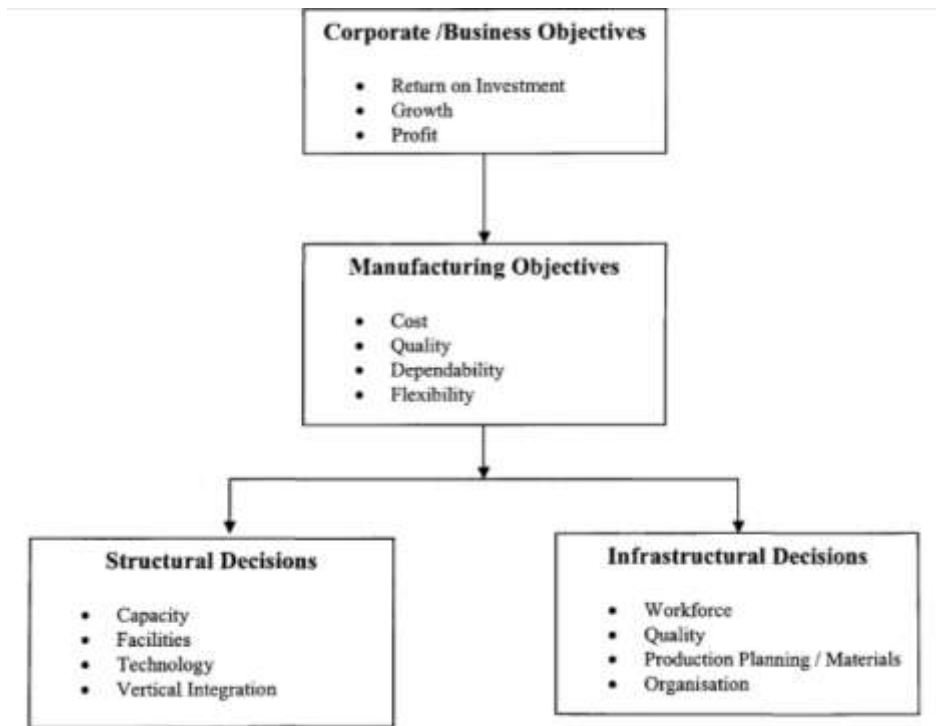 Corporate /Business Objectives
• Return on Investment
• Growth
• Profit
Manufacturing Objectives
• Cost
• Quality
• Dependability
• Flexibility
Structural Decisions
• Capacity
• Facilities
• Technology
• Vertical Integration
Infrastructural Decisions
• Workforce
• Quality
• Production Planning / Materials
• Organisation